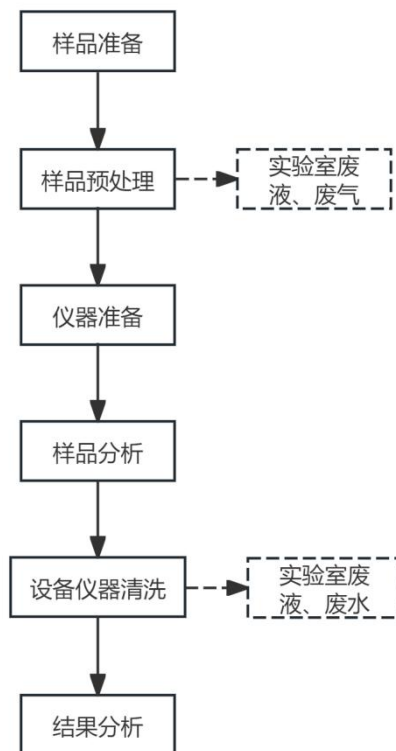 样品准备
样品预处理
实验室废
液、废气
仪器准备
样品分析
设备仪器清洗
实验室废
液、废水
结果分析